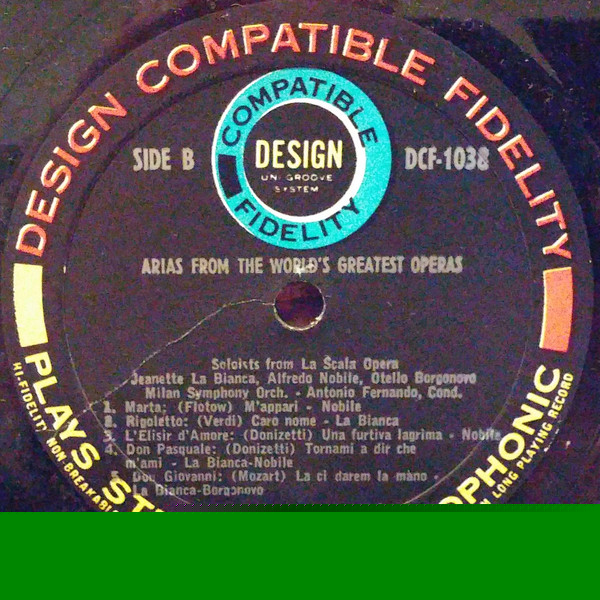 DESIGN COMPATIBLE FIDELITY
COMPATIBLE
DESIGN
UNI GROOVE
SYSTEM
FIDELITY
SIDE B
DCF-1038
ARIAS FROM THE WORLD'S GREATEST OPERAS
Soloists from La Scala Opera
Jeanette La Bianca, Alfredo Nobile, Otello Borgonovo
Milan Symphony Orch. - Antonio Fernando, Cond.
1. Marta; (Flotow) M'appari - Nobile
2. Rigoletto: (Verdi) Caro nome - La Bianca
3. L'Elisir d'Amore: (Donizetti) Una furtiva lagrima - Nobile
4. Don Pasquale: (Donizetti) Tornami a dir che
m'ami - La Bianca-Nobile
5. Don Giovanni: (Mozart) La ci darem la mano -
La Bianca-Borgonovo
PLAYS
HI-FIDELITY NON-BREAKABLE
LONG PLAYING RECORD